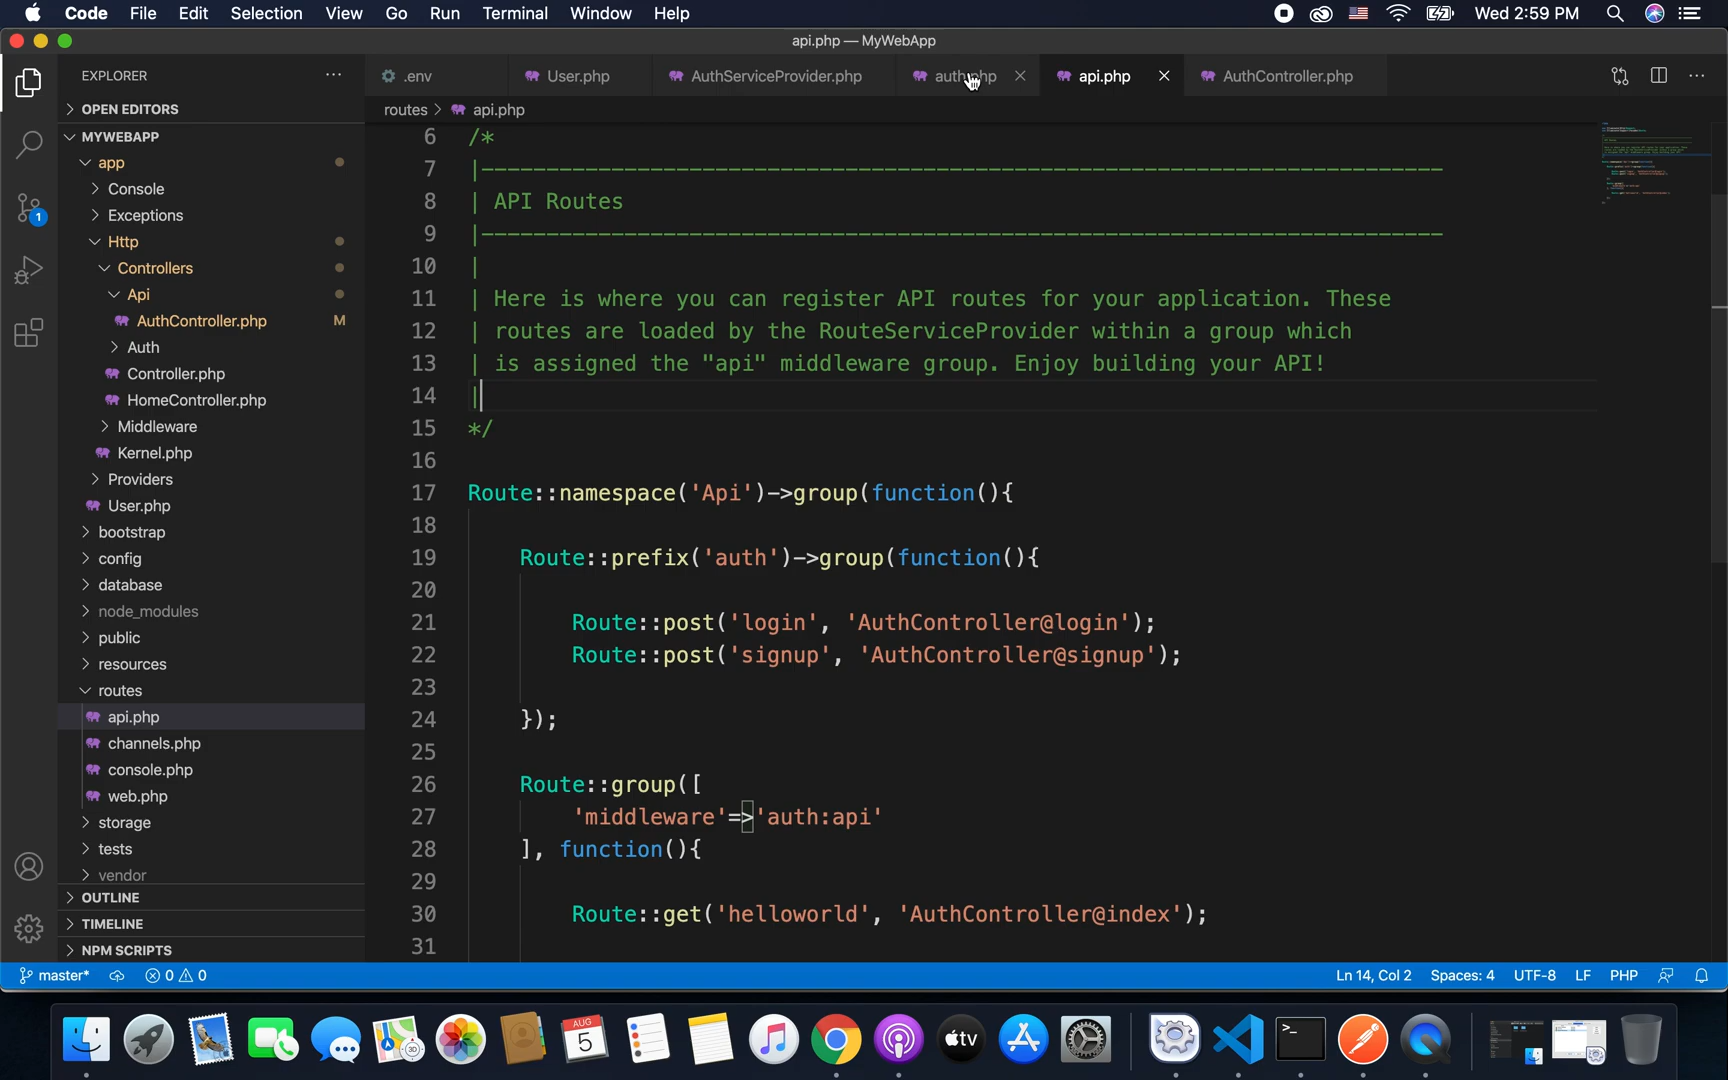 Code File Edit Selection View Go Run Terminal Window Help Wed 2:59 PM
api.php — MyWebApp
EXPLORER
.env User.php AuthServiceProvider.php auth.php api.php AuthController.php
OPEN EDITORS
routes > api.php
MYWEBAPP
app
Console
Exceptions
Http
Controllers
Api
AuthController.php M
Auth
Controller.php
HomeController.php
Middleware
Kernel.php
Providers
User.php
bootstrap
config
database
node_modules
public
resources
routes
api.php
channels.php
console.php
web.php
storage
tests
vendor
OUTLINE
TIMELINE
NPM SCRIPTS
1
6 /*
7 |--------------------------------------------------------------------------
8 | API Routes
9 |--------------------------------------------------------------------------
10 |
11 | Here is where you can register API routes for your application. These
12 | routes are loaded by the RouteServiceProvider within a group which
13 | is assigned the "api" middleware group. Enjoy building your API!
14 |
15 */
16
17 Route::namespace('Api')->group(function(){
18
19 Route::prefix('auth')->group(function(){
20
21 Route::post('login', 'AuthController@login');
22 Route::post('signup', 'AuthController@signup');
23
24 });
25
26 Route::group([
27 'middleware'=>'auth:api'
28 ], function(){
29
30 Route::get('helloworld', 'AuthController@index');
31
master* 0 0 Ln 14, Col 2 Spaces: 4 UTF-8 LF PHP
AUG
5
3D
tv
>_